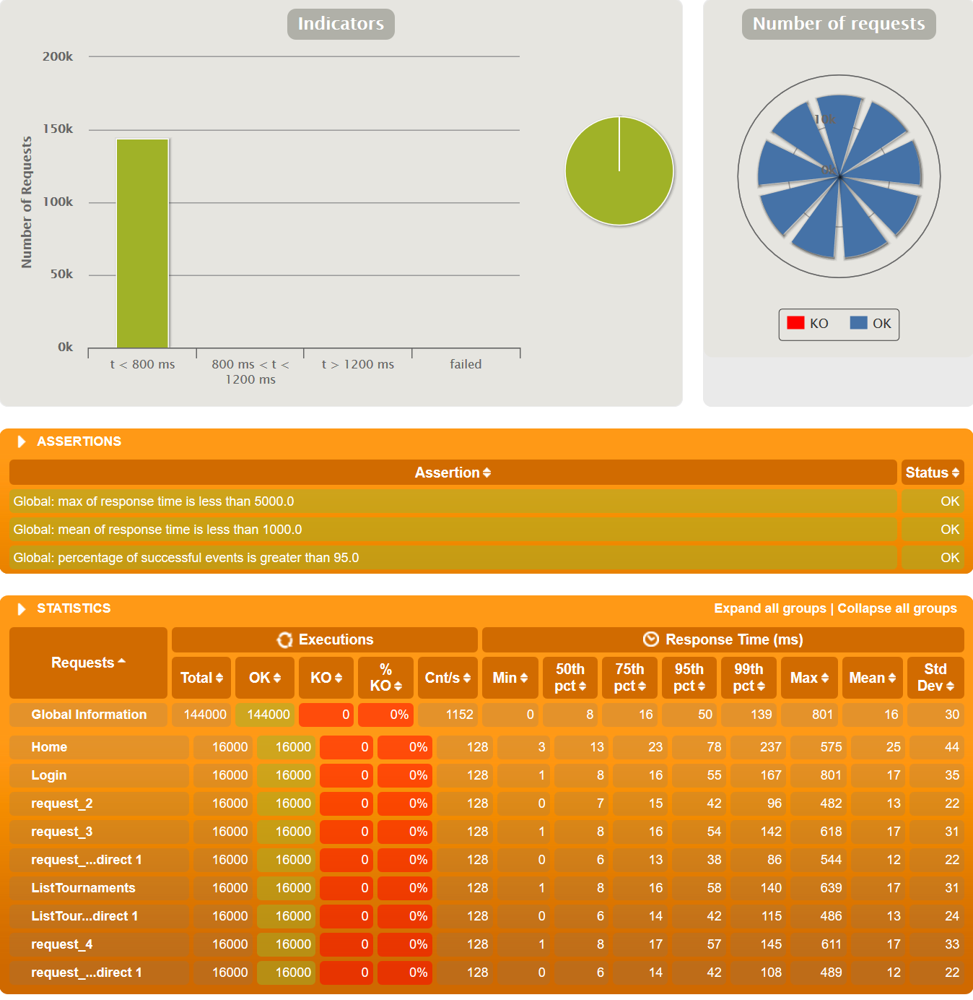 Indicators
200k
150k
100k
50k
0k
Number of Requests
t < 800 ms
800 ms < t <
1200 ms
t > 1200 ms
failed
Number of requests
10k
0k
KO
OK
ASSERTIONS
Assertion Status
Global: max of response time is less than 5000.0 OK
Global: mean of response time is less than 1000.0 OK
Global: percentage of successful events is greater than 95.0 OK
STATISTICS Expand all groups | Collapse all groups
Requests Executions Response Time (ms)
Total OK KO % KO Cnt/s Min 50th pct 75th pct 95th pct 99th pct Max Mean Std Dev
Global Information 144000 144000 0 0% 1152 0 8 16 50 139 801 16 30
Home 16000 16000 0 0% 128 3 13 23 78 237 575 25 44
Login 16000 16000 0 0% 128 1 8 16 55 167 801 17 35
request_2 16000 16000 0 0% 128 0 7 15 42 96 482 13 22
request_3 16000 16000 0 0% 128 1 8 16 54 142 618 17 31
request_...direct 1 16000 16000 0 0% 128 0 6 13 38 86 544 12 22
ListTournaments 16000 16000 0 0% 128 1 8 16 58 140 639 17 31
ListTour...direct 1 16000 16000 0 0% 128 0 6 14 42 115 486 13 24
request_4 16000 16000 0 0% 128 1 8 17 57 145 611 17 33
request_...direct 1 16000 16000 0 0% 128 0 6 14 42 108 489 12 22